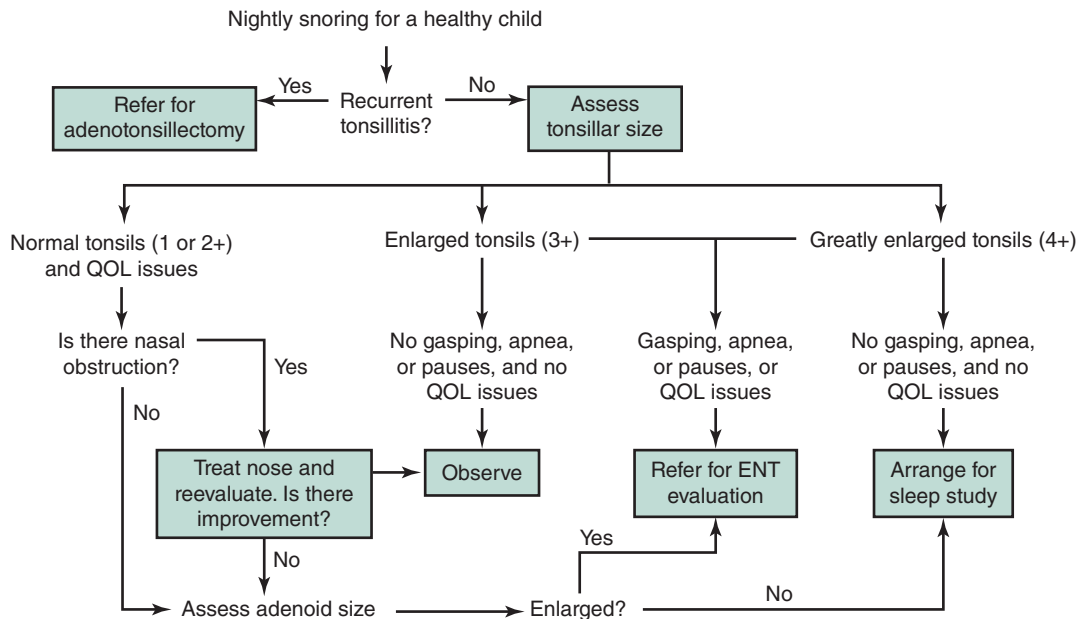 Nightly snoring for a healthy child
Yes
No
Refer for
adenotonsillectomy
Recurrent
tonsillitis?
Assess
tonsillar size
Normal tonsils (1 or 2+)
and QOL issues
Enlarged tonsils (3+)
Greatly enlarged tonsils (4+)
Is there nasal
obstruction?
Yes
No
No gasping, apnea,
or pauses, and no
QOL issues
Gasping, apnea,
or pauses, or
QOL issues
No gasping, apnea,
or pauses, and no
QOL issues
Treat nose and
reevaluate. Is there
improvement?
Observe
Refer for ENT
evaluation
Arrange for
sleep study
No
Yes
Assess adenoid size
Enlarged?
No